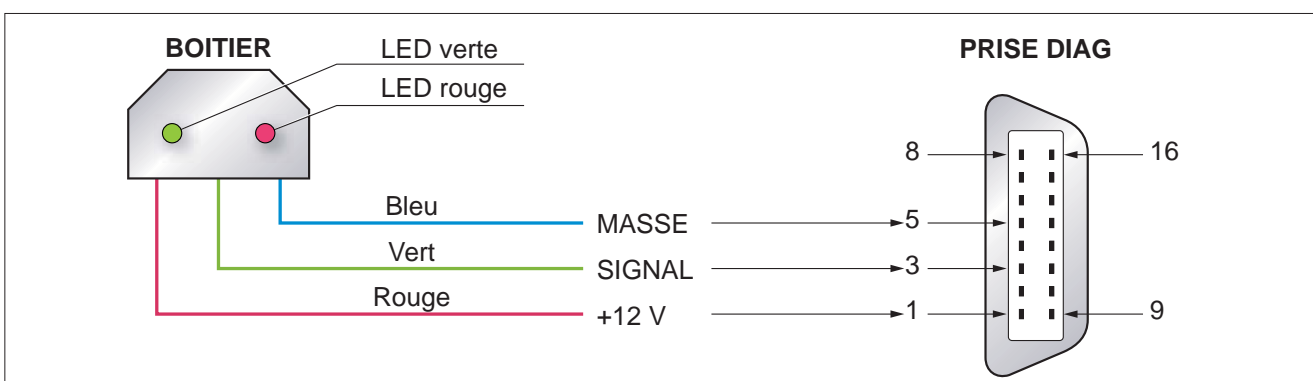 BOITIER
LED verte
LED rouge
PRISE DIAG
8
16
Bleu
MASSE
5
Vert
SIGNAL
3
Rouge
+12 V
1
9